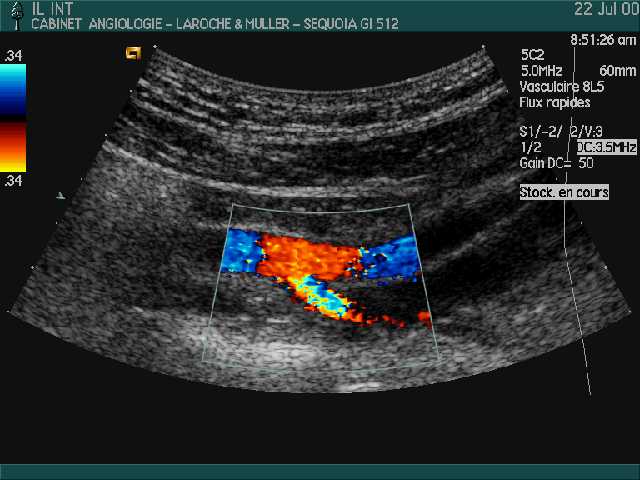 IL INT 22 Jul 00
CABINET ANGIOLOGIE - LAROCHE & MULLER - SEQUOIA GI 512
8:51:26 am
5C2
5.0MHz 60mm
Vasculaire 8L5
Flux rapides
S1/-2/ 2/V:3
1/2 DC:3.5MHz
Gain DC= 50
Stock. en cours
.34
.34